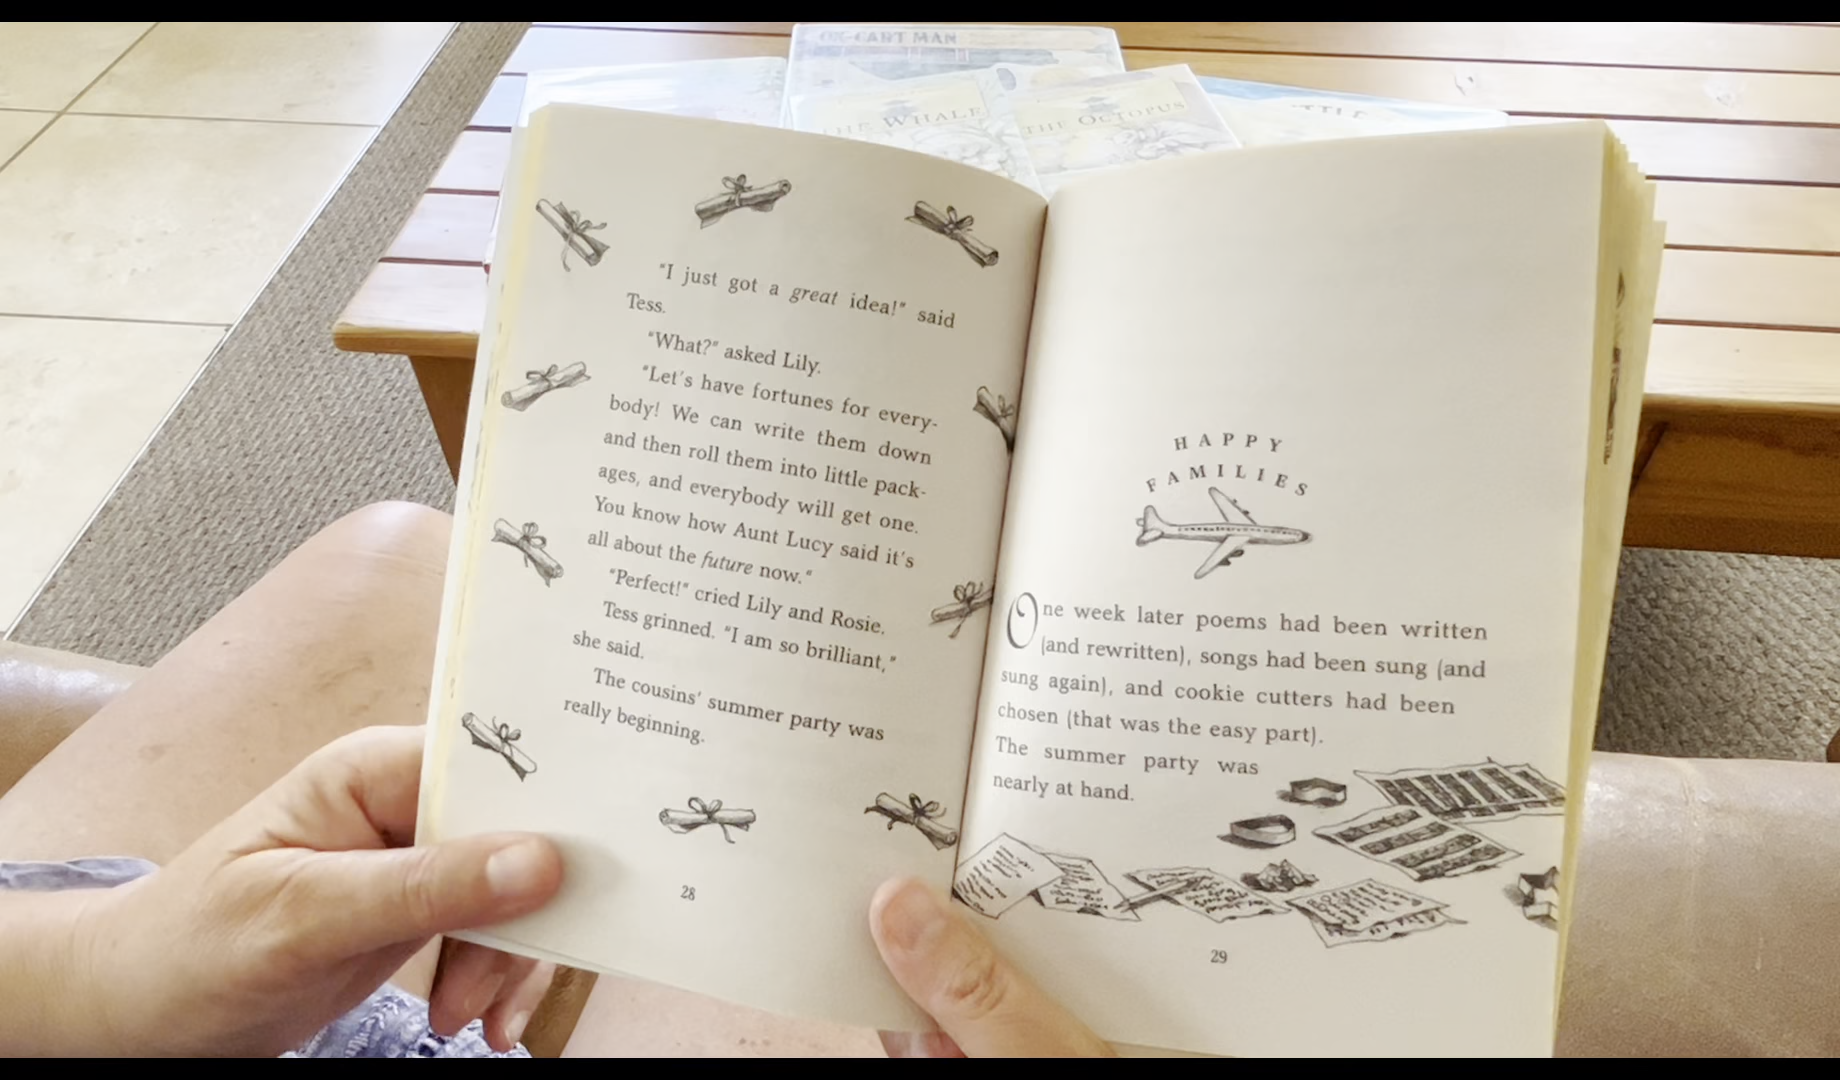 OX-CART MAN
THE WHALE
THE OCTOPUS
"I just got a great idea!" said
Tess.
"What?" asked Lily.
"Let's have fortunes for every-
body! We can write them down
and then roll them into little pack-
ages, and everybody will get one.
You know how Aunt Lucy said it's
all about the future now."
"Perfect!" cried Lily and Rosie.
Tess grinned. "I am so brilliant,"
she said.
The cousins' summer party was
really beginning.
28
HAPPY
FAMILIES
One week later poems had been written
(and rewritten), songs had been sung (and
sung again), and cookie cutters had been
chosen (that was the easy part).
The summer party was
nearly at hand.
29